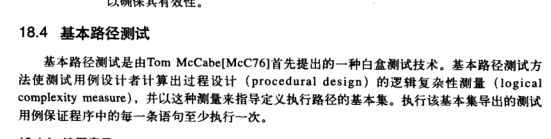 以确保其有效性。
18.4 基本路径测试
基本路径测试是由Tom McCabe[McC76]首先提出的一种白盒测试技术。基本路径测试方
法使测试用例设计者计算出过程设计（procedural design）的逻辑复杂性测量（logical
complexity measure），并以这种测量来指导定义执行路径的基本集。执行该基本集导出的测试
用例保证程序中的每一条语句至少执行一次。